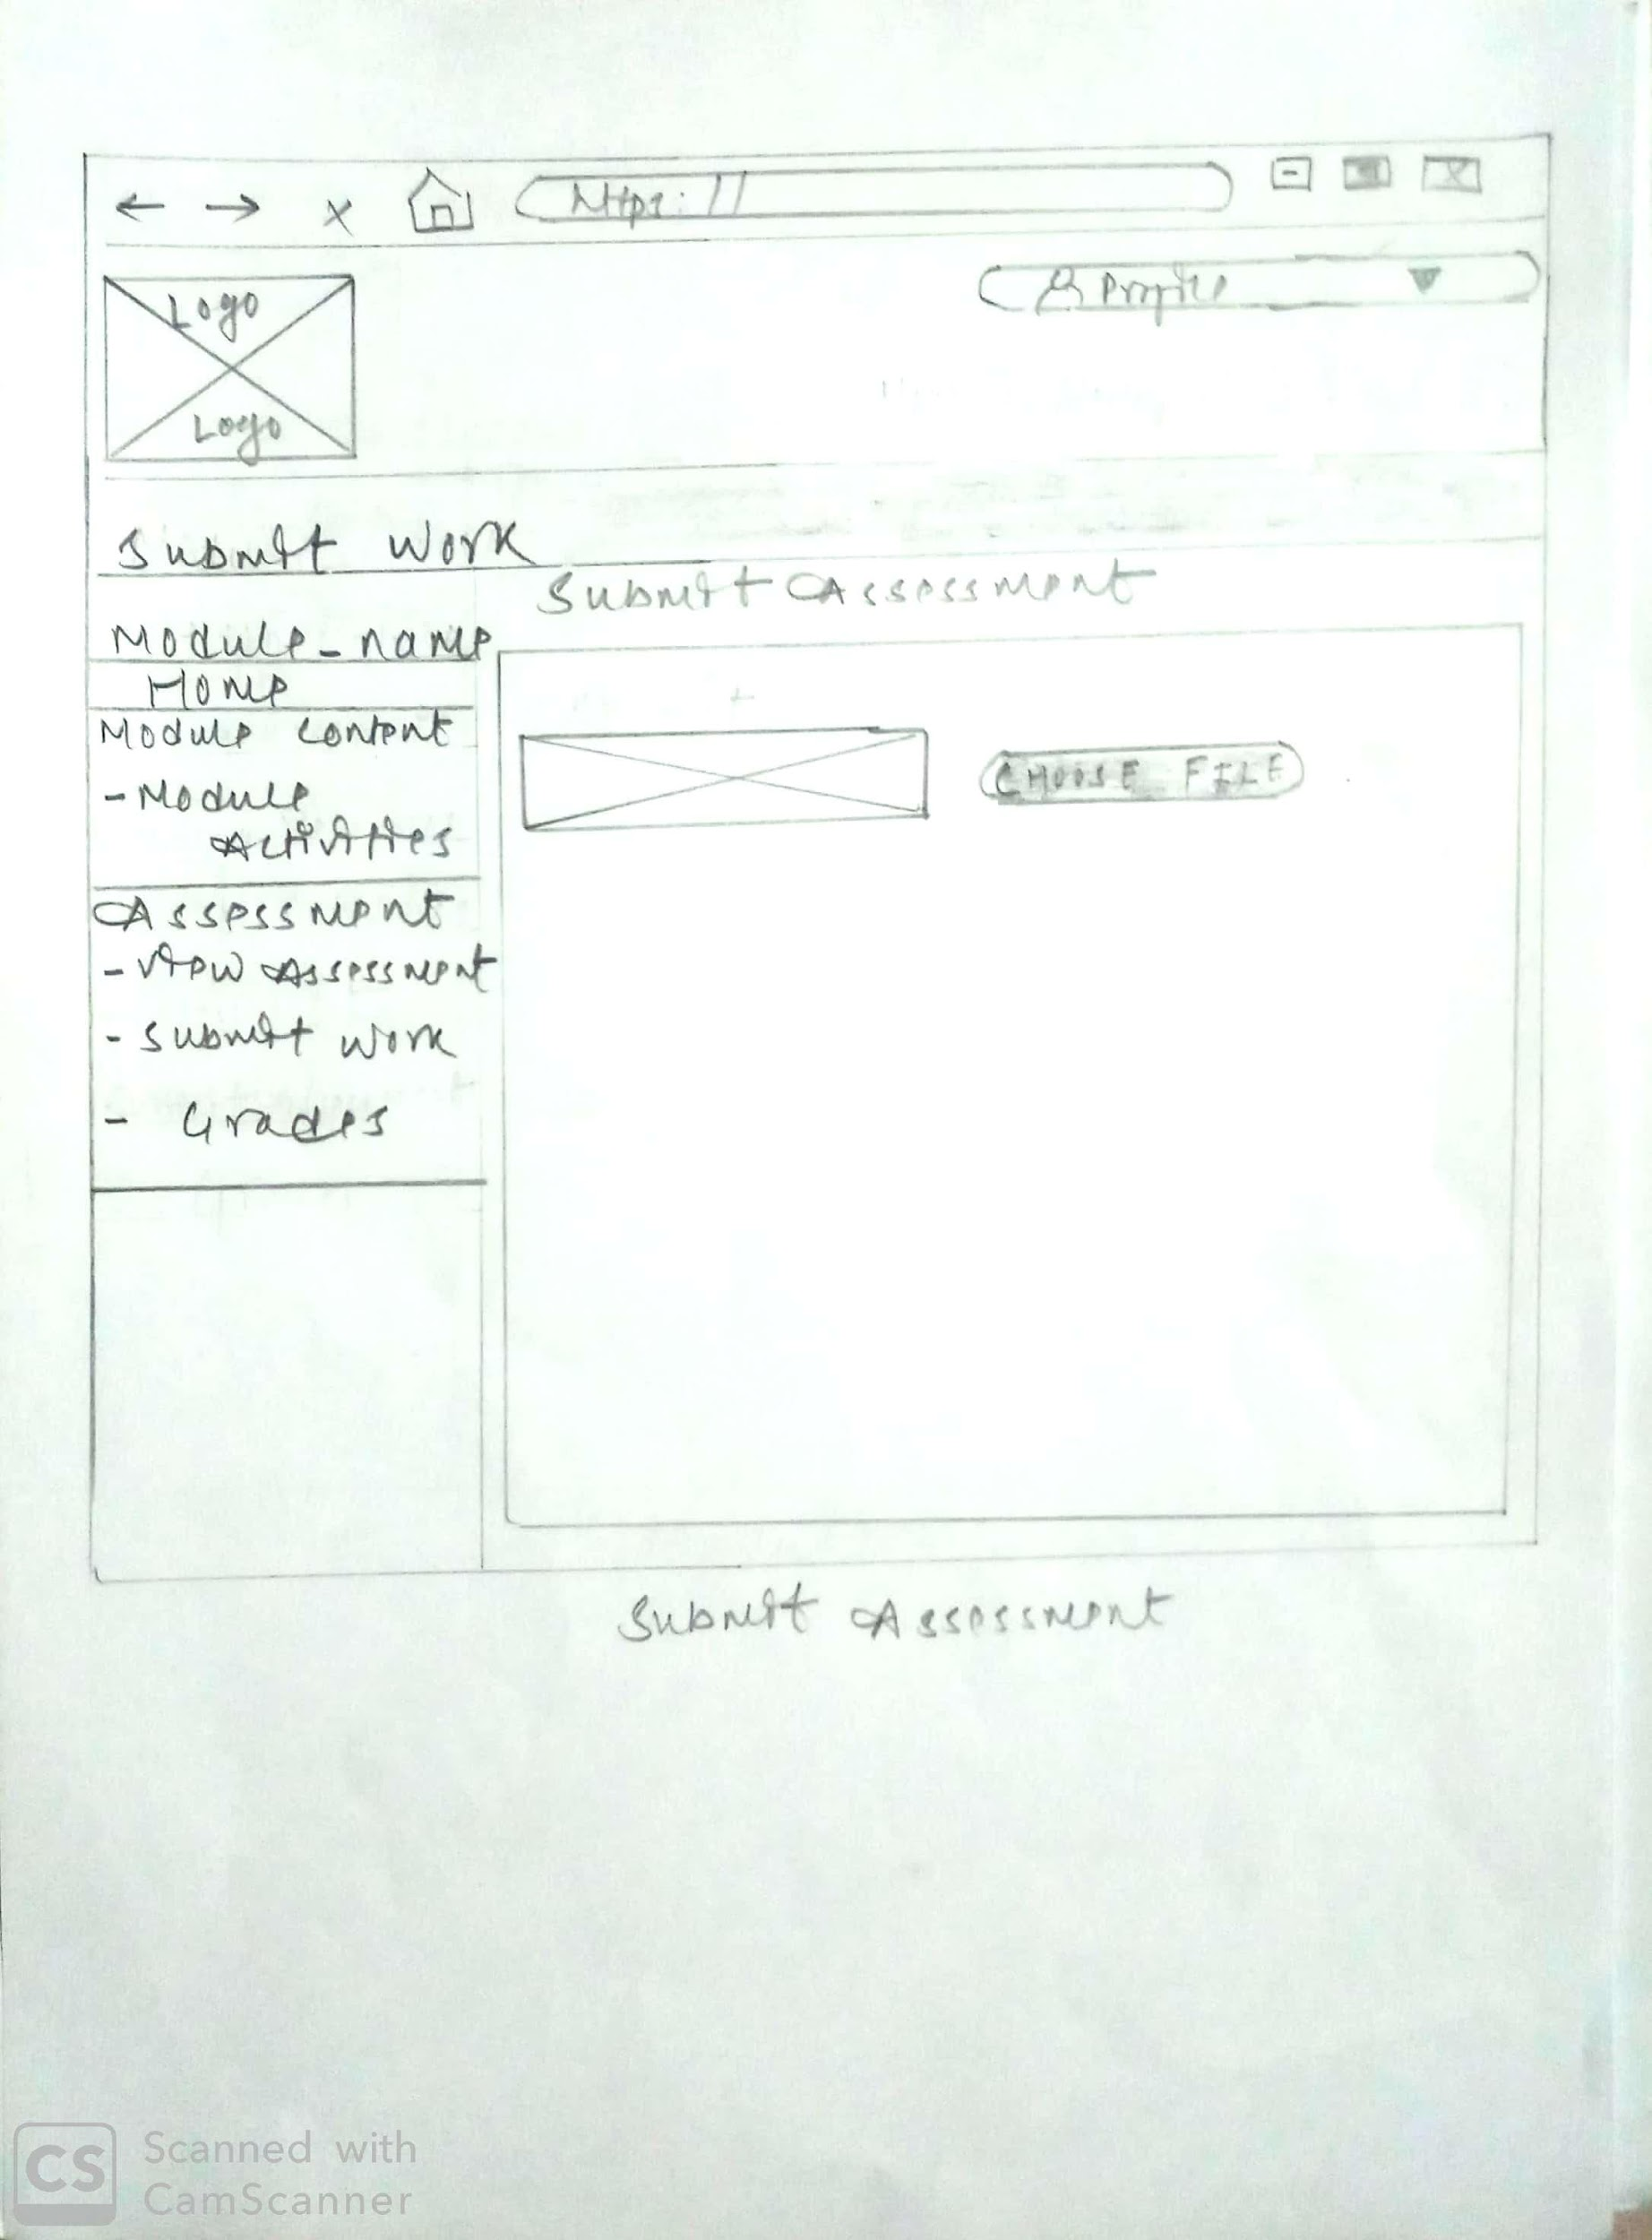 https://
Profile
Logo
Logo
Submit Work
Submit Assessment
Module_name
Home
Module content
CHOOSE FILE
- Module
Activities
Assessment
- View Assessment
- Submit Work
- Grades
Submit Assessment
CS Scanned with
CamScanner